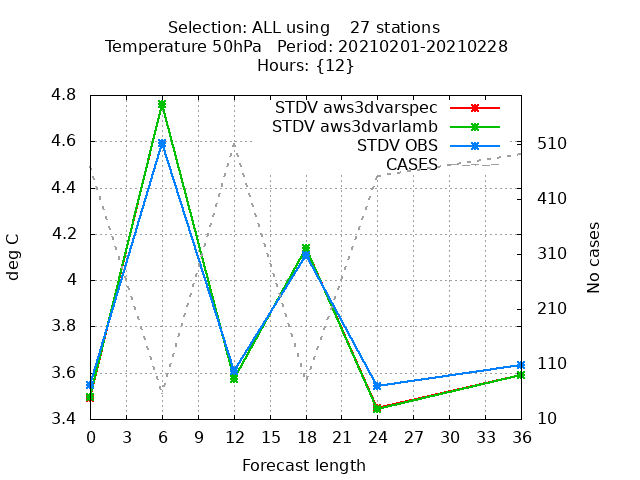 Selection: ALL using    27 stations
Temperature 50hPa   Period: 20210201-20210228
Hours: {12}
STDV aws3dvarspec
STDV aws3dvarlamb
STDV OBS
CASES
4.8
4.6
4.4
4.2
4
3.8
3.6
3.4
deg C
510
410
310
210
110
10
No cases
0 3 6 9 12 15 18 21 24 27 30 33 36
Forecast length